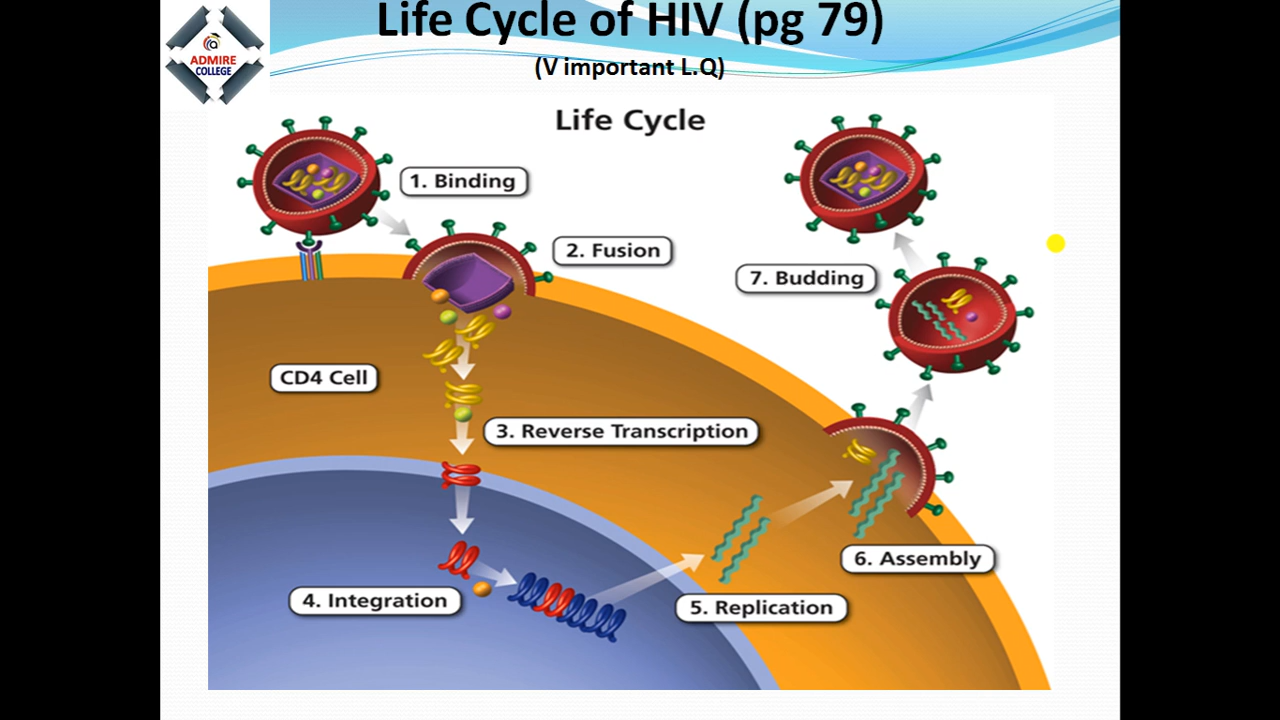 Life Cycle of HIV (pg 79)
(V important L.Q)
ADMIRE
COLLEGE
Life Cycle
1. Binding
2. Fusion
7. Budding
CD4 Cell
3. Reverse Transcription
6. Assembly
4. Integration
5. Replication